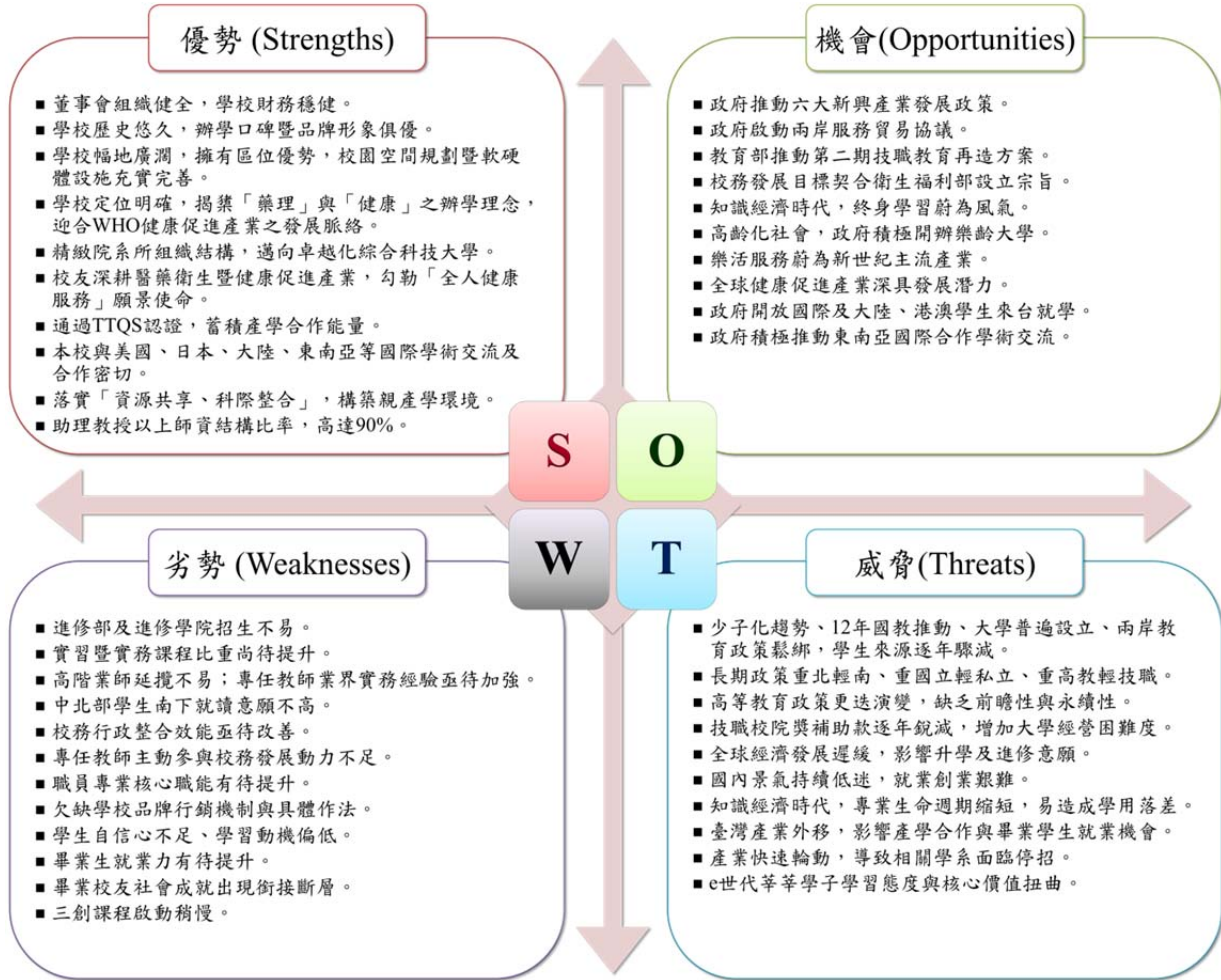 優勢 (Strengths)
■ 董事會組織健全，學校財務穩健。
■ 學校歷史悠久，辦學口碑暨品牌形象俱優。
■ 學校幅地廣濶，擁有區位優勢，校園空間規劃暨軟硬
體設施充實完善。
■ 學校定位明確，揭櫫「藥理」與「健康」之辦學理念，
迎合WHO健康促進產業之發展脈絡。
■ 精緻院系所組織結構，邁向卓越化綜合科技大學。
■ 校友深耕醫藥衛生暨健康促進產業，勾勒「全人健康
服務」願景使命。
■ 通過TTQS認證，蓄積產學合作能量。
■ 本校與美國、日本、大陸、東南亞等國際學術交流及
合作密切。
■ 落實「資源共享、科際整合」，構築親產學環境。
■ 助理教授以上師資結構比率，高達90%。
機會(Opportunities)
■ 政府推動六大新興產業發展政策。
■ 政府啟動兩岸服務貿易協議。
■ 教育部推動第二期技職教育再造方案。
■ 校務發展目標契合衛生福利部設立宗旨。
■ 知識經濟時代，終身學習蔚為風氣。
■ 高齡化社會，政府積極開辦樂齡大學。
■ 樂活服務蔚為新世紀主流產業。
■ 全球健康促進產業深具發展潛力。
■ 政府開放國際及大陸、港澳學生來台就學。
■ 政府積極推動東南亞國際合作學術交流。
S
O
W
T
劣勢 (Weaknesses)
■ 進修部及進修學院招生不易。
■ 實習暨實務課程比重尚待提升。
■ 高階業師延攬不易；專任教師業界實務經驗亟待加強。
■ 中北部學生南下就讀意願不高。
■ 校務行政整合效能亟待改善。
■ 專任教師主動參與校務發展動力不足。
■ 職員專業核心職能有待提升。
■ 欠缺學校品牌行銷機制與具體作法。
■ 學生自信心不足、學習動機偏低。
■ 畢業生就業力有待提升。
■ 畢業校友社會成就出現銜接斷層。
■ 三創課程啟動稍慢。
威脅(Threats)
■ 少子化趨勢、12年國教推動、大學普遍設立、兩岸教
育政策鬆綁，學生來源逐年驟減。
■ 長期政策重北輕南、重國立輕私立、重高教輕技職。
■ 高等教育政策更迭演變，缺乏前瞻性與永續性。
■ 技職校院獎補助款逐年銳減，增加大學經營困難度。
■ 全球經濟發展遲緩，影響升學及進修意願。
■ 國內景氣持續低迷，就業創業艱難。
■ 知識經濟時代，專業生命週期縮短，易造成學用落差。
■ 臺灣產業外移，影響產學合作與畢業學生就業機會。
■ 產業快速輪動，導致相關學系面臨停招。
■ e世代莘莘學子學習態度與核心價值扭曲。